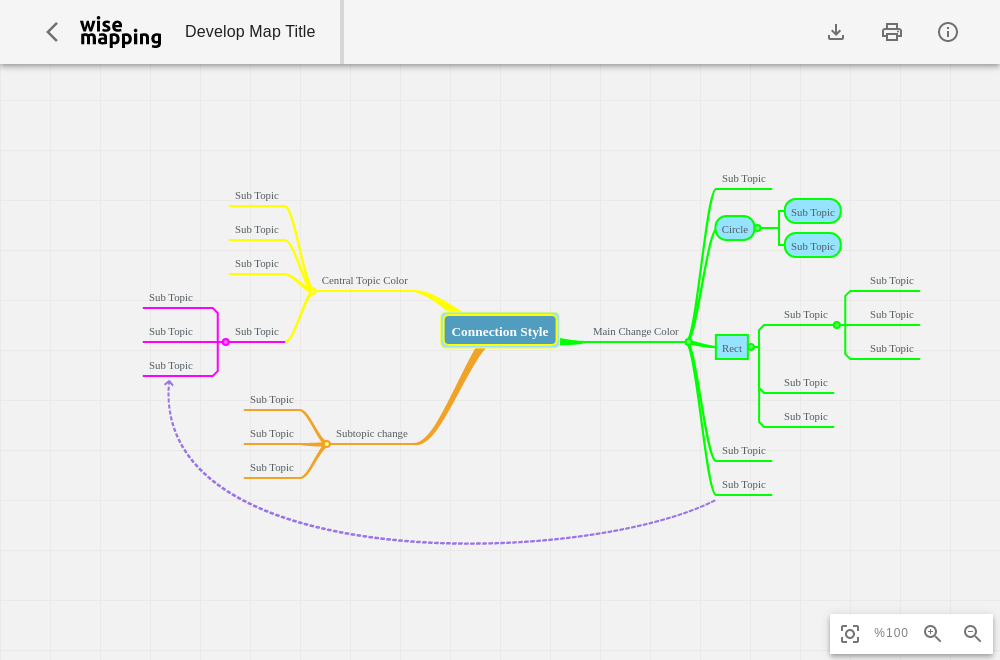 wise
mapping
Develop Map Title
Sub Topic
Sub Topic
Sub Topic
Central Topic Color
Sub Topic
Sub Topic
Sub Topic
Sub Topic
Sub Topic
Subtopic change
Sub Topic
Sub Topic
Connection Style
Main Change Color
Sub Topic
Circle
Sub Topic
Sub Topic
Rect
Sub Topic
Sub Topic
Sub Topic
Sub Topic
Sub Topic
Sub Topic
Sub Topic
Sub Topic
%100